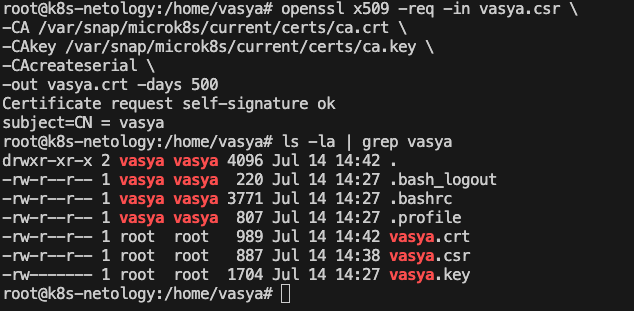 root@k8s-netology:/home/vasya# openssl x509 -req -in vasya.csr \
-CA /var/snap/microk8s/current/certs/ca.crt \
-CAkey /var/snap/microk8s/current/certs/ca.key \
-CAcreateserial \
-out vasya.crt -days 500
Certificate request self-signature ok
subject=CN = vasya
root@k8s-netology:/home/vasya# ls -la | grep vasya
drwxr-xr-x 2 vasya vasya 4096 Jul 14 14:42 .
-rw-r--r-- 1 vasya vasya  220 Jul 14 14:27 .bash_logout
-rw-r--r-- 1 vasya vasya 3771 Jul 14 14:27 .bashrc
-rw-r--r-- 1 vasya vasya  807 Jul 14 14:27 .profile
-rw-r--r-- 1 root  root   989 Jul 14 14:42 vasya.crt
-rw-r--r-- 1 root  root   887 Jul 14 14:38 vasya.csr
-rw------- 1 root  root  1704 Jul 14 14:27 vasya.key
root@k8s-netology:/home/vasya#